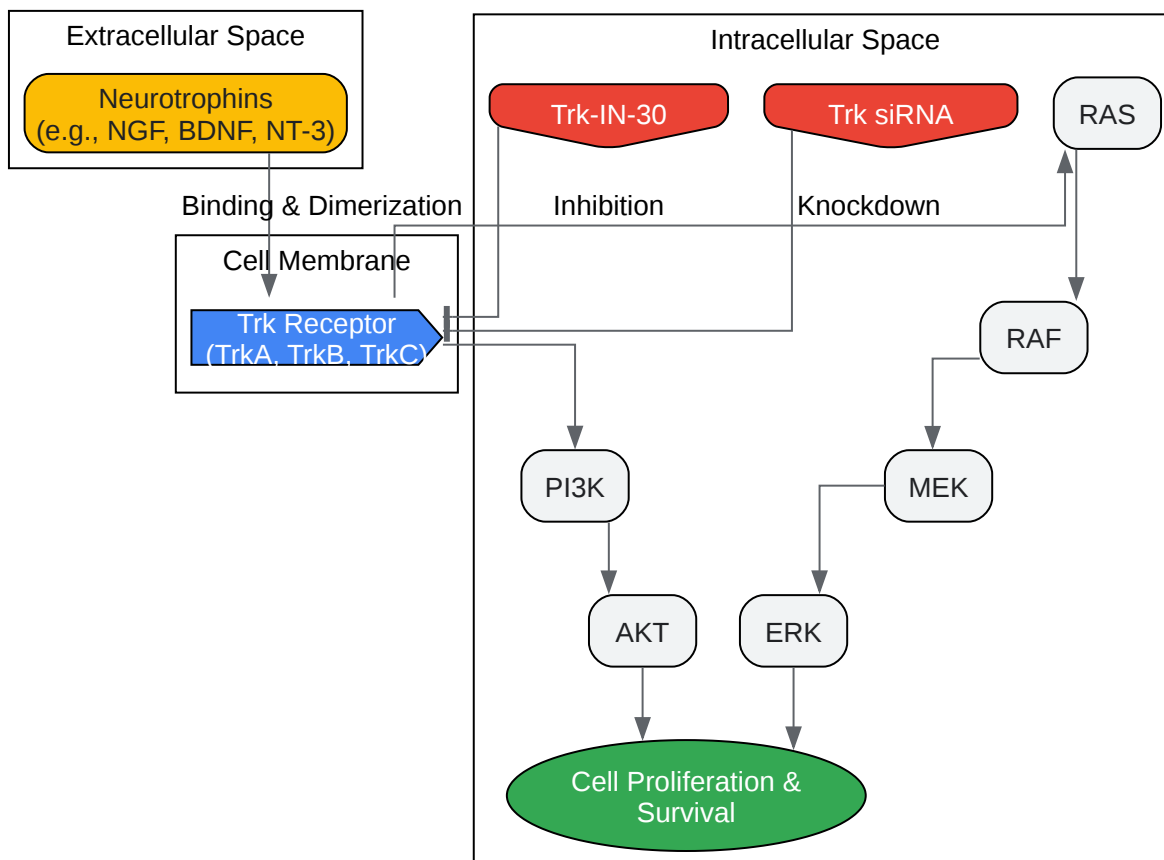 Extracellular Space
Neurotrophins
(e.g., NGF, BDNF, NT-3)
Intracellular Space
Trk-IN-30
Trk siRNA
RAS
Binding & Dimerization
Inhibition
Knockdown
Cell Membrane
Trk Receptor
(TrkA, TrkB, TrkC)
RAF
PI3K
MEK
AKT
ERK
Cell Proliferation &
Survival